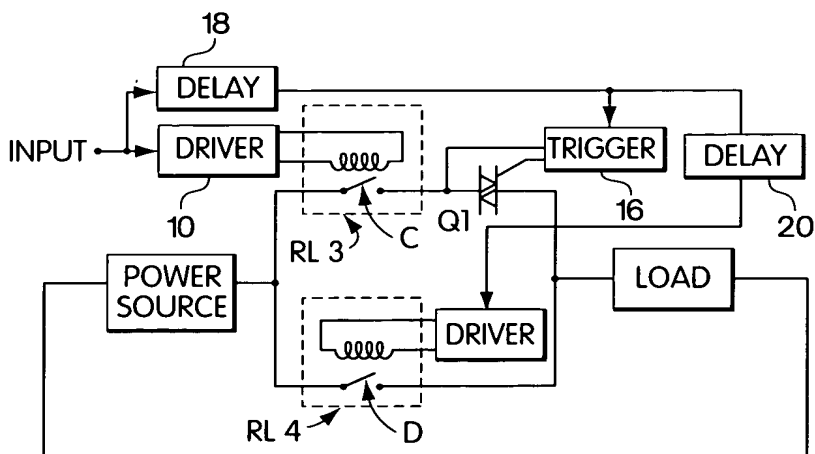 18
DELAY
INPUT
DRIVER
TRIGGER
DELAY
10
C
Q1
16
20
RL 3
POWER
SOURCE
LOAD
DRIVER
RL 4
D